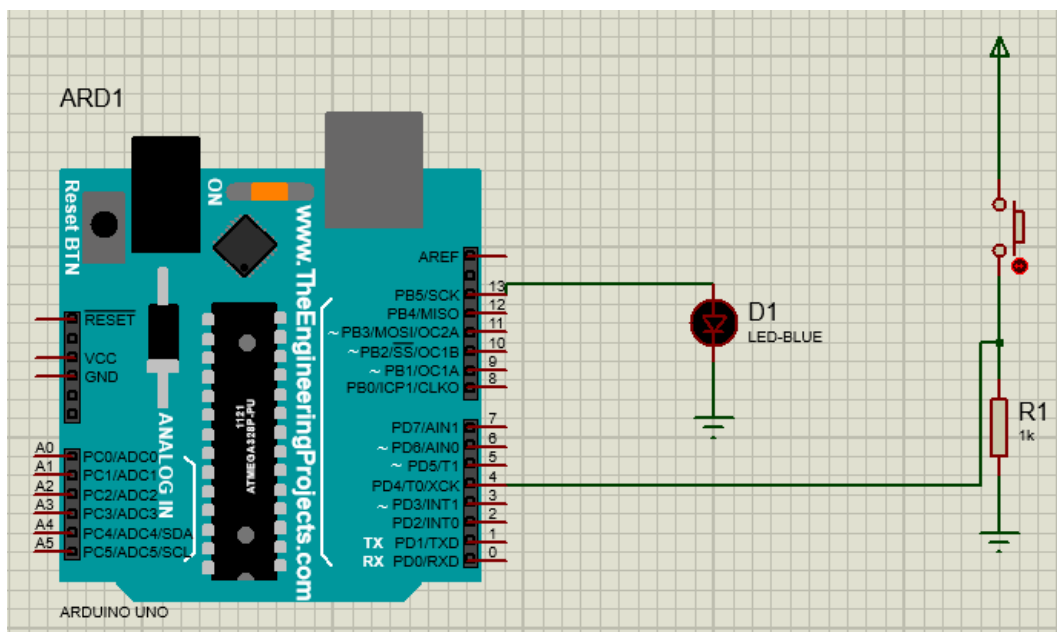 ARD1
Reset BTN
ON
www.TheEngineeringProjects.com
RESET
VCC
GND
ANALOG IN
1121
ATMEGA328P-PU
A0 PC0/ADC0
A1 PC1/ADC1
A2 PC2/ADC2
A3 PC3/ADC3
A4 PC4/ADC4/SDA
A5 PC5/ADC5/SCL
AREF
PB5/SCK 13
PB4/MISO 12
~PB3/MOSI/OC2A 11
~PB2/SS/OC1B 10
~PB1/OC1A 9
PB0/ICP1/CLKO 8
PD7/AIN1 7
~PD6/AIN0 6
~PD5/T1 5
PD4/T0/XCK 4
~PD3/INT1 3
PD2/INT0 2
TX PD1/TXD 1
RX PD0/RXD 0
ARDUINO UNO
D1
LED-BLUE
R1
1k